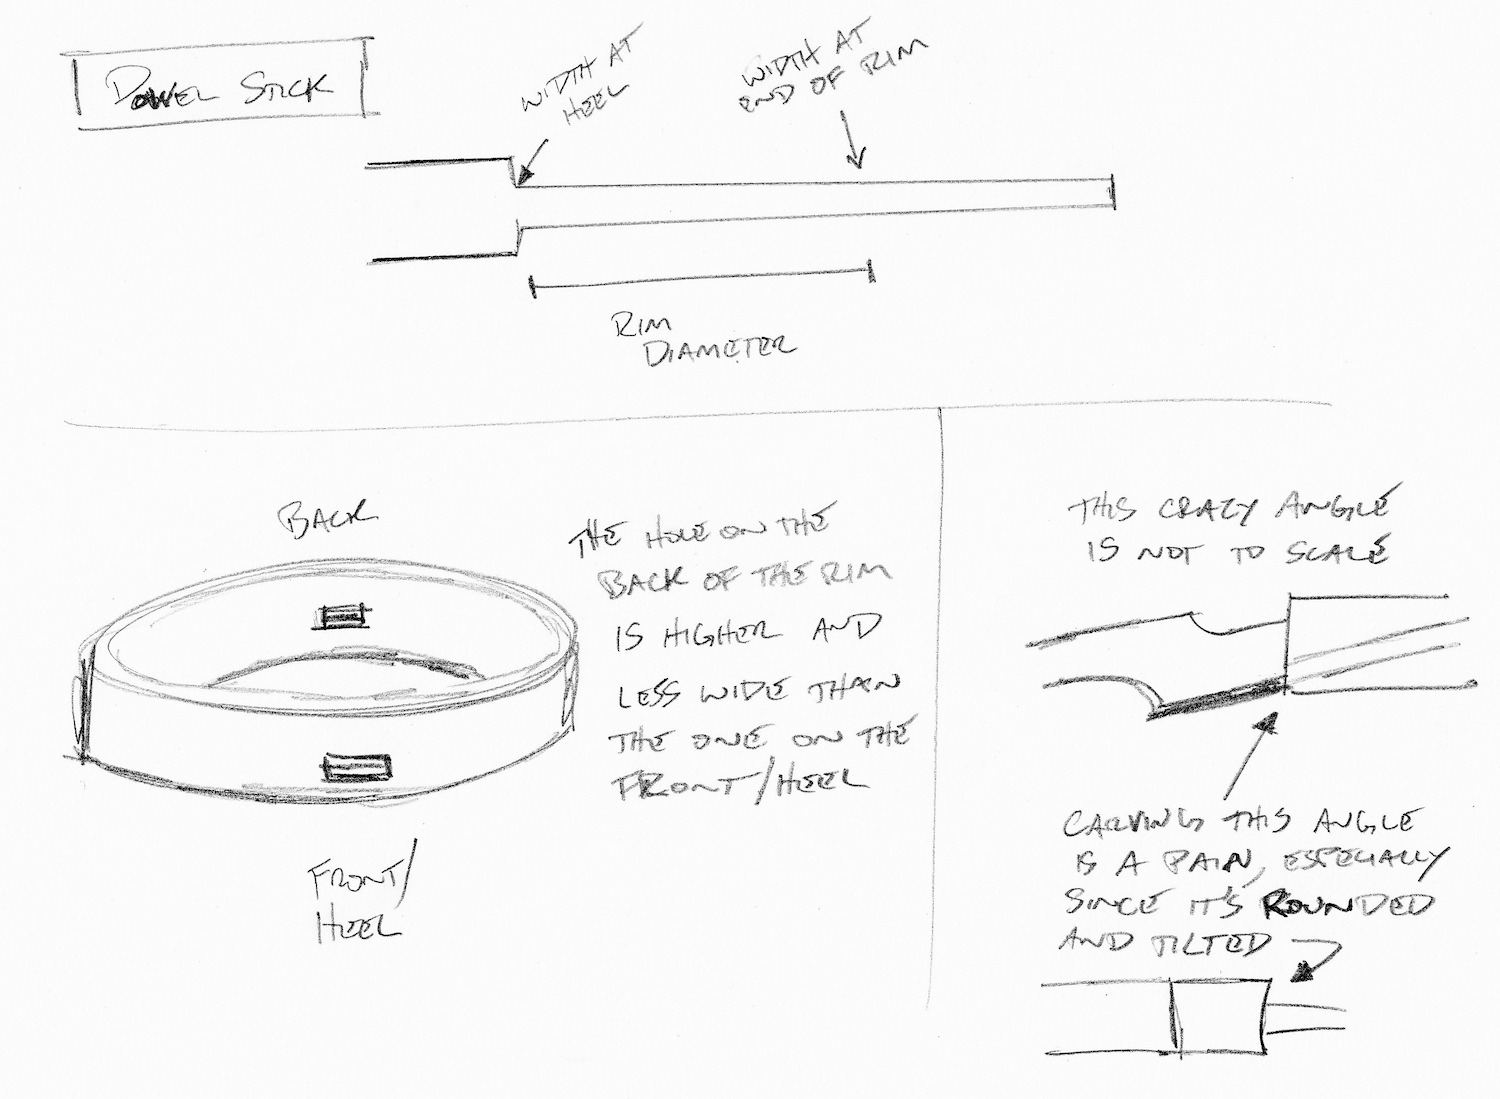 DOWEL STICK
WIDTH AT
HEEL
WIDTH AT
END OF RIM
RIM
DIAMETER
BACK
THE HOLE ON THE
BACK OF THE RIM
IS HIGHER AND
LESS WIDE THAN
THE ONE ON THE
FRONT/HEEL
FRONT/
HEEL
THIS CRAZY ANGLE
IS NOT TO SCALE
CARVING THIS ANGLE
IS A PAIN, ESPECIALLY
SINCE IT'S ROUNDED
AND TILTED